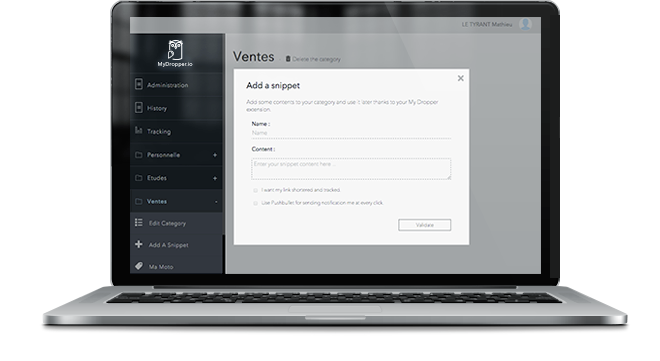 LE TYRANT Mathieu
MyDropper.io
Administration
History
Tracking
Personnelle +
Etudes +
Ventes -
Edit Category
Add A Snippet
Ma Moto
Ventes
Delete the category
Add a snippet
Add some contents to your category and use it later thanks to your My Dropper
extension.
Name :
Name
Content :
Enter your snippet content here ...
I want my link shortered and tracked.
Use Pushbullet for sending notification me at every click.
Validate